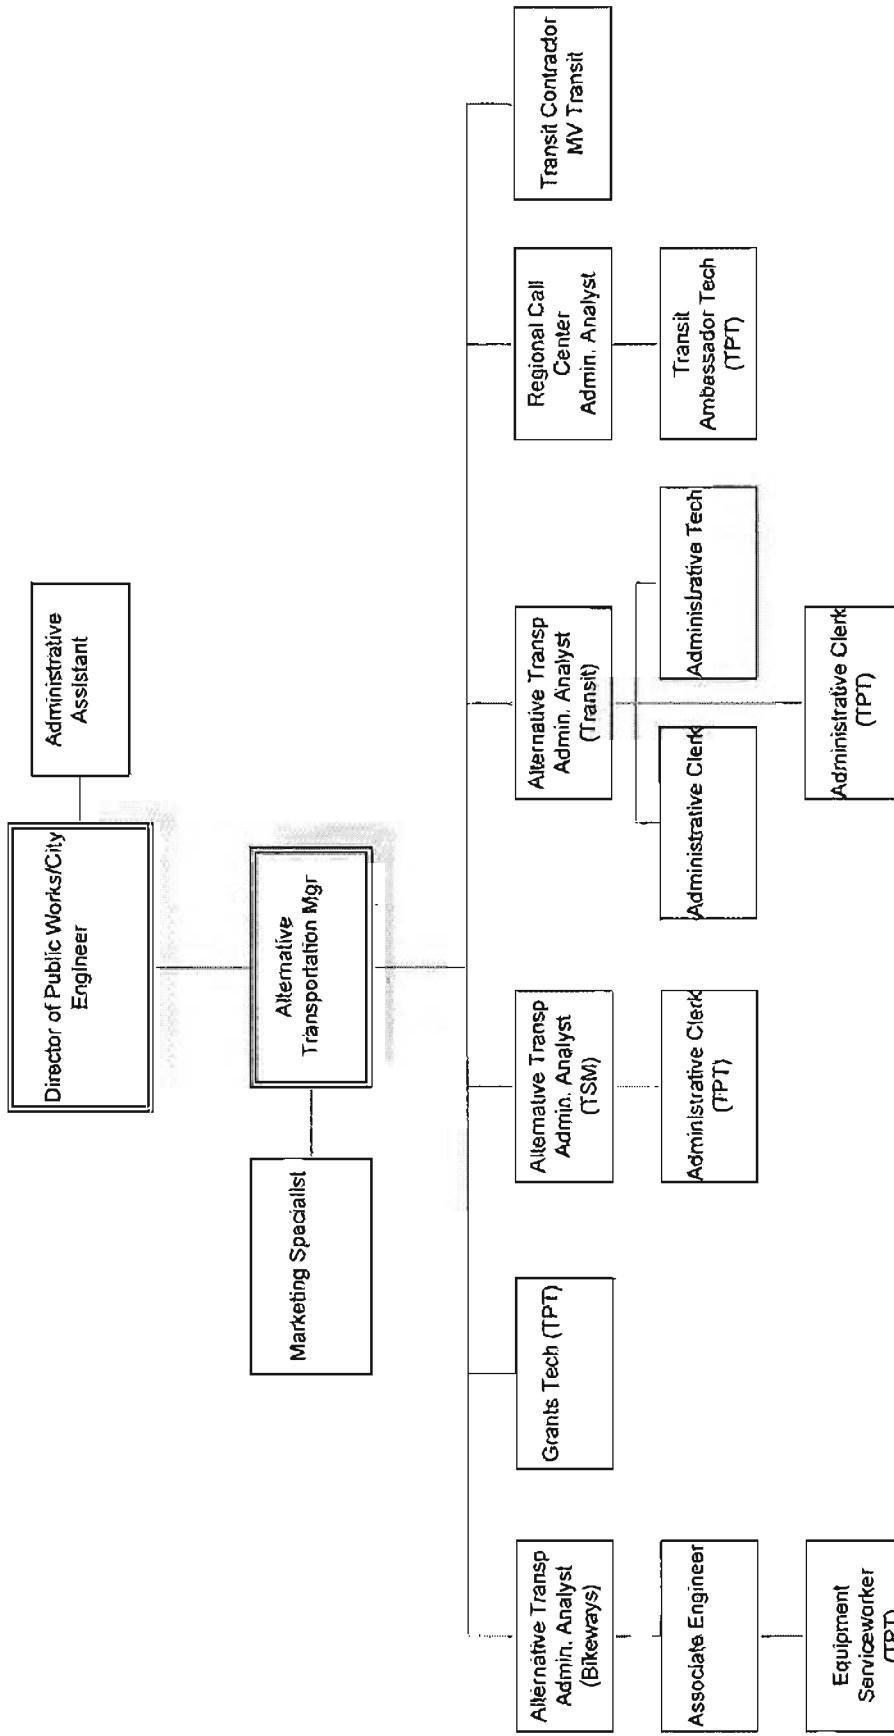 Director of Public Works/City
Engineer
Administrative
Assistant
Marketing Specialist
Alternative
Transportation Mgr
Alternative Transp
Admin. Analyst
(Bikeways)
Grants Tech (TPT)
Alternative Transp
Admin. Analyst
(TSM)
Alternative Transp
Admin. Analyst
(Transit)
Regional Call
Center
Admin. Analyst
Transit Contractor
MV Transit
Associate Engineer
Administrative Clerk
(TPT)
Administrative Clerk
Administrative Tech
Transit
Ambassador Tech
(TPT)
Equipment
Serviceworker
(TPT)
Administrative Clerk
(TPT)